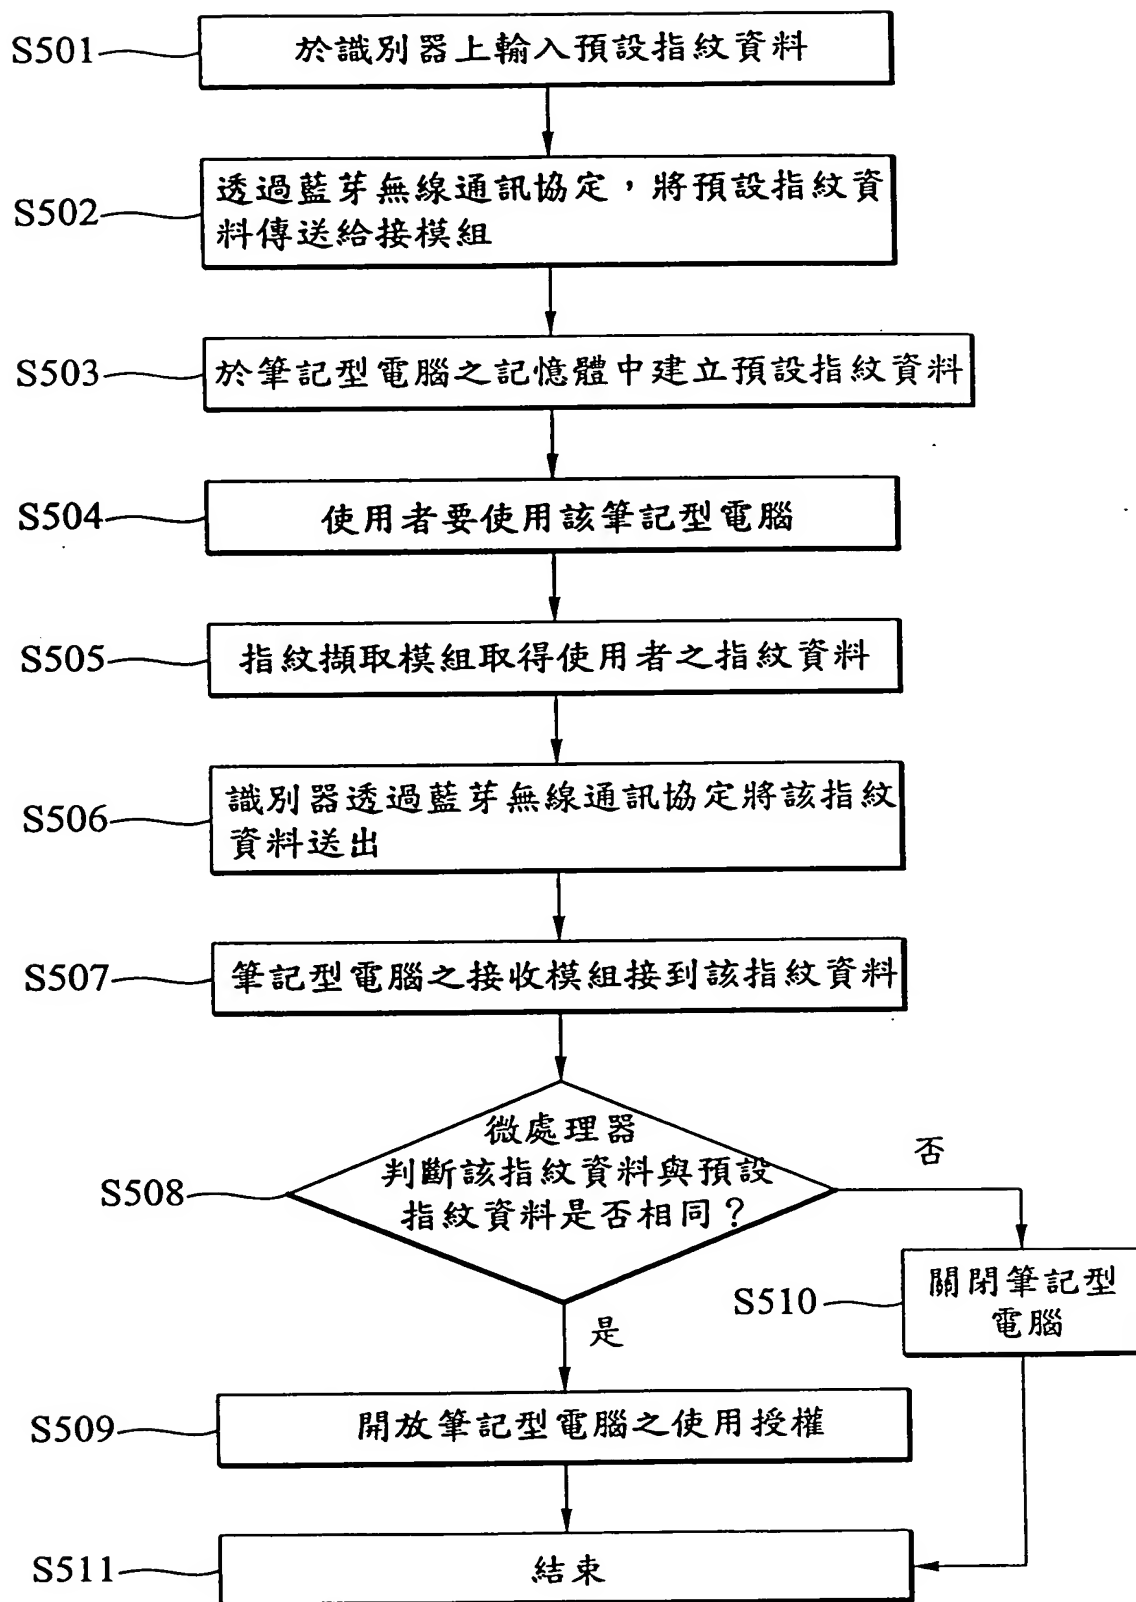 S501
於識別器上輸入預設指紋資料
S502
透過藍芽無線通訊協定，將預設指紋資
料傳送給接模組
S503
於筆記型電腦之記憶體中建立預設指紋資料
S504
使用者要使用該筆記型電腦
S505
指紋擷取模組取得使用者之指紋資料
S506
識別器透過藍芽無線通訊協定將該指紋
資料送出
S507
筆記型電腦之接收模組接到該指紋資料
S508
微處理器
判斷該指紋資料與預設
指紋資料是否相同？
否
S510
關閉筆記型
電腦
是
S509
開放筆記型電腦之使用授權
S511
結束